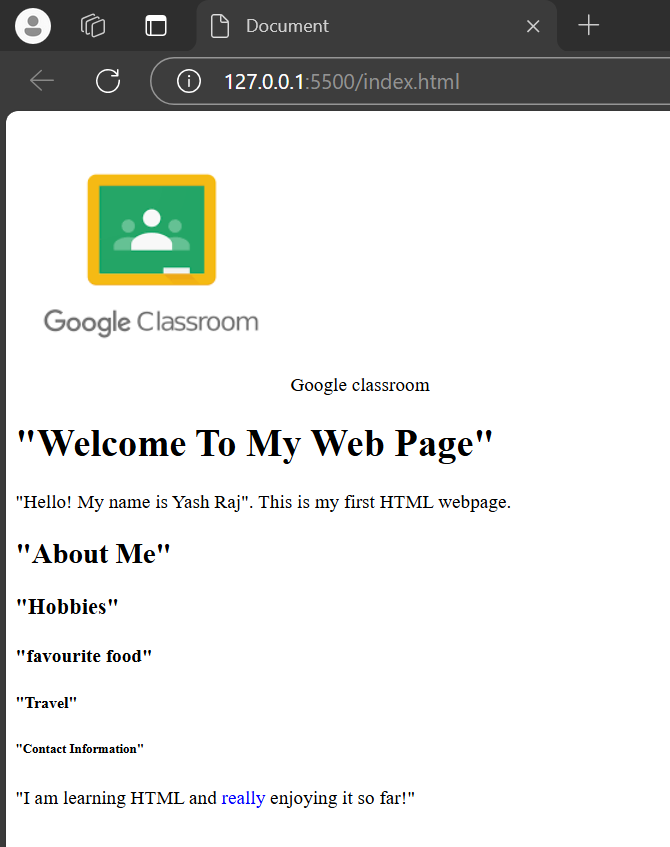 Document
127.0.0.1:5500/index.html
Google Classroom
Google classroom
"Welcome To My Web Page"
"Hello! My name is Yash Raj". This is my first HTML webpage.
"About Me"
"Hobbies"
"favourite food"
"Travel"
"Contact Information"
"I am learning HTML and really enjoying it so far!"